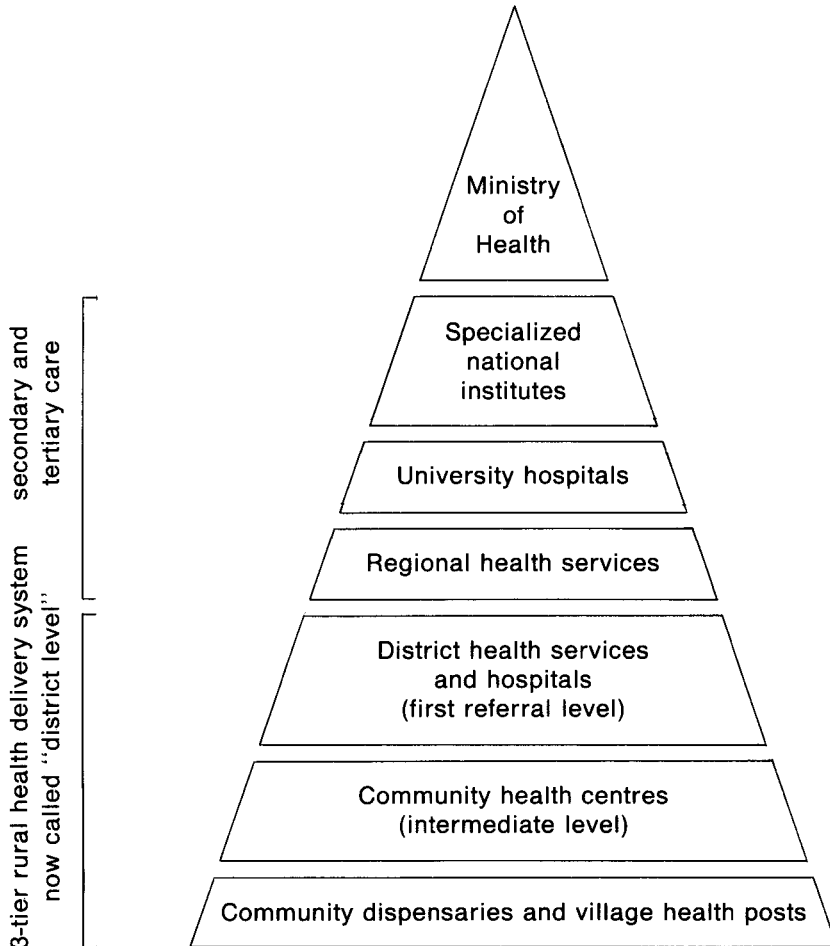 Ministry
of
Health
secondary and
tertiary care
Specialized
national
institutes
University hospitals
Regional health services
3-tier rural health delivery system
now called “district level”
District health services
and hospitals
(first referral level)
Community health centres
(intermediate level)
Community dispensaries and village health posts